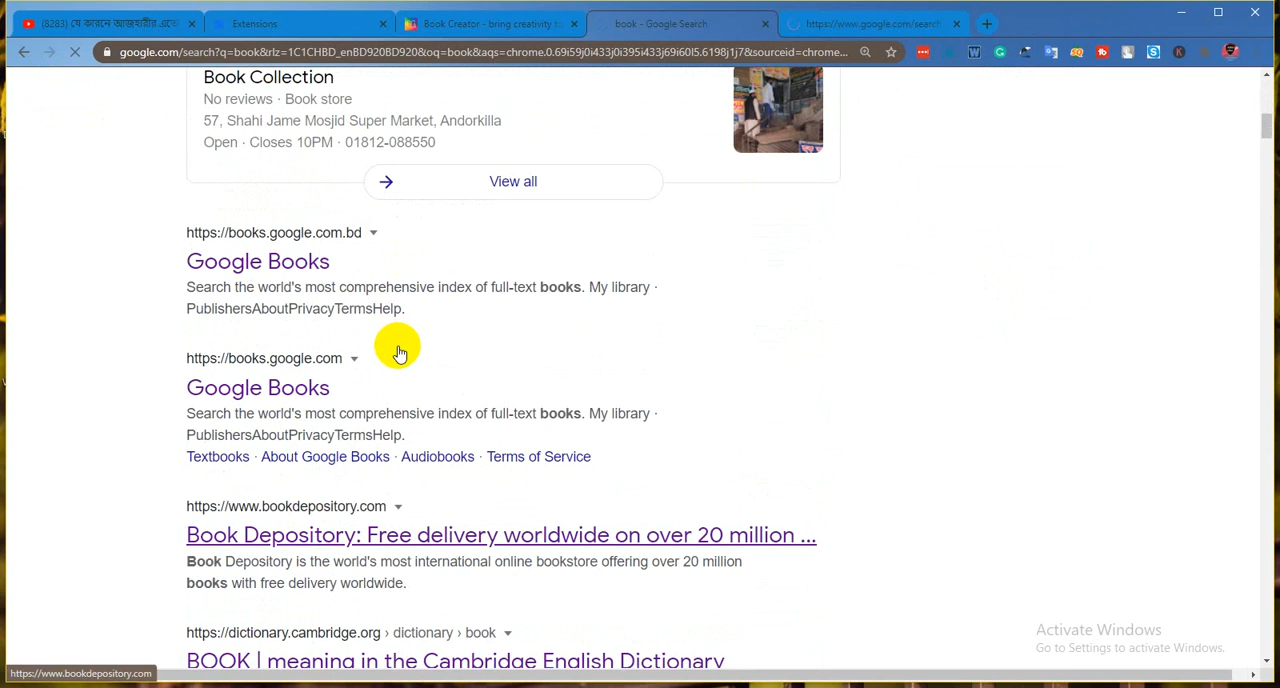 (8283) যে কারনে আজহারীর এতো
Extensions
Book Creator - bring creativity to
book - Google Search
https://www.google.com/search
google.com/search?q=book&rlz=1C1CHBD_enBD920BD920&oq=book&aqs=chrome.0.69i59j0i433j0i395i433j69i60l5.6198j1j7&sourceid=chrome...
Book Collection
No reviews · Book store
57, Shahi Jame Mosjid Super Market, Andorkilla
Open · Closes 10PM · 01812-088550
View all
https://books.google.com.bd
Google Books
Search the world's most comprehensive index of full-text books. My library ·
PublishersAboutPrivacyTermsHelp.
https://books.google.com
Google Books
Search the world's most comprehensive index of full-text books. My library ·
PublishersAboutPrivacyTermsHelp.
Textbooks · About Google Books · Audiobooks · Terms of Service
https://www.bookdepository.com
Book Depository: Free delivery worldwide on over 20 million ...
Book Depository is the world's most international online bookstore offering over 20 million
books with free delivery worldwide.
https://dictionary.cambridge.org › dictionary › book
BOOK | meaning in the Cambridge English Dictionary
Activate Windows
Go to Settings to activate Windows.
https://www.bookdepository.com